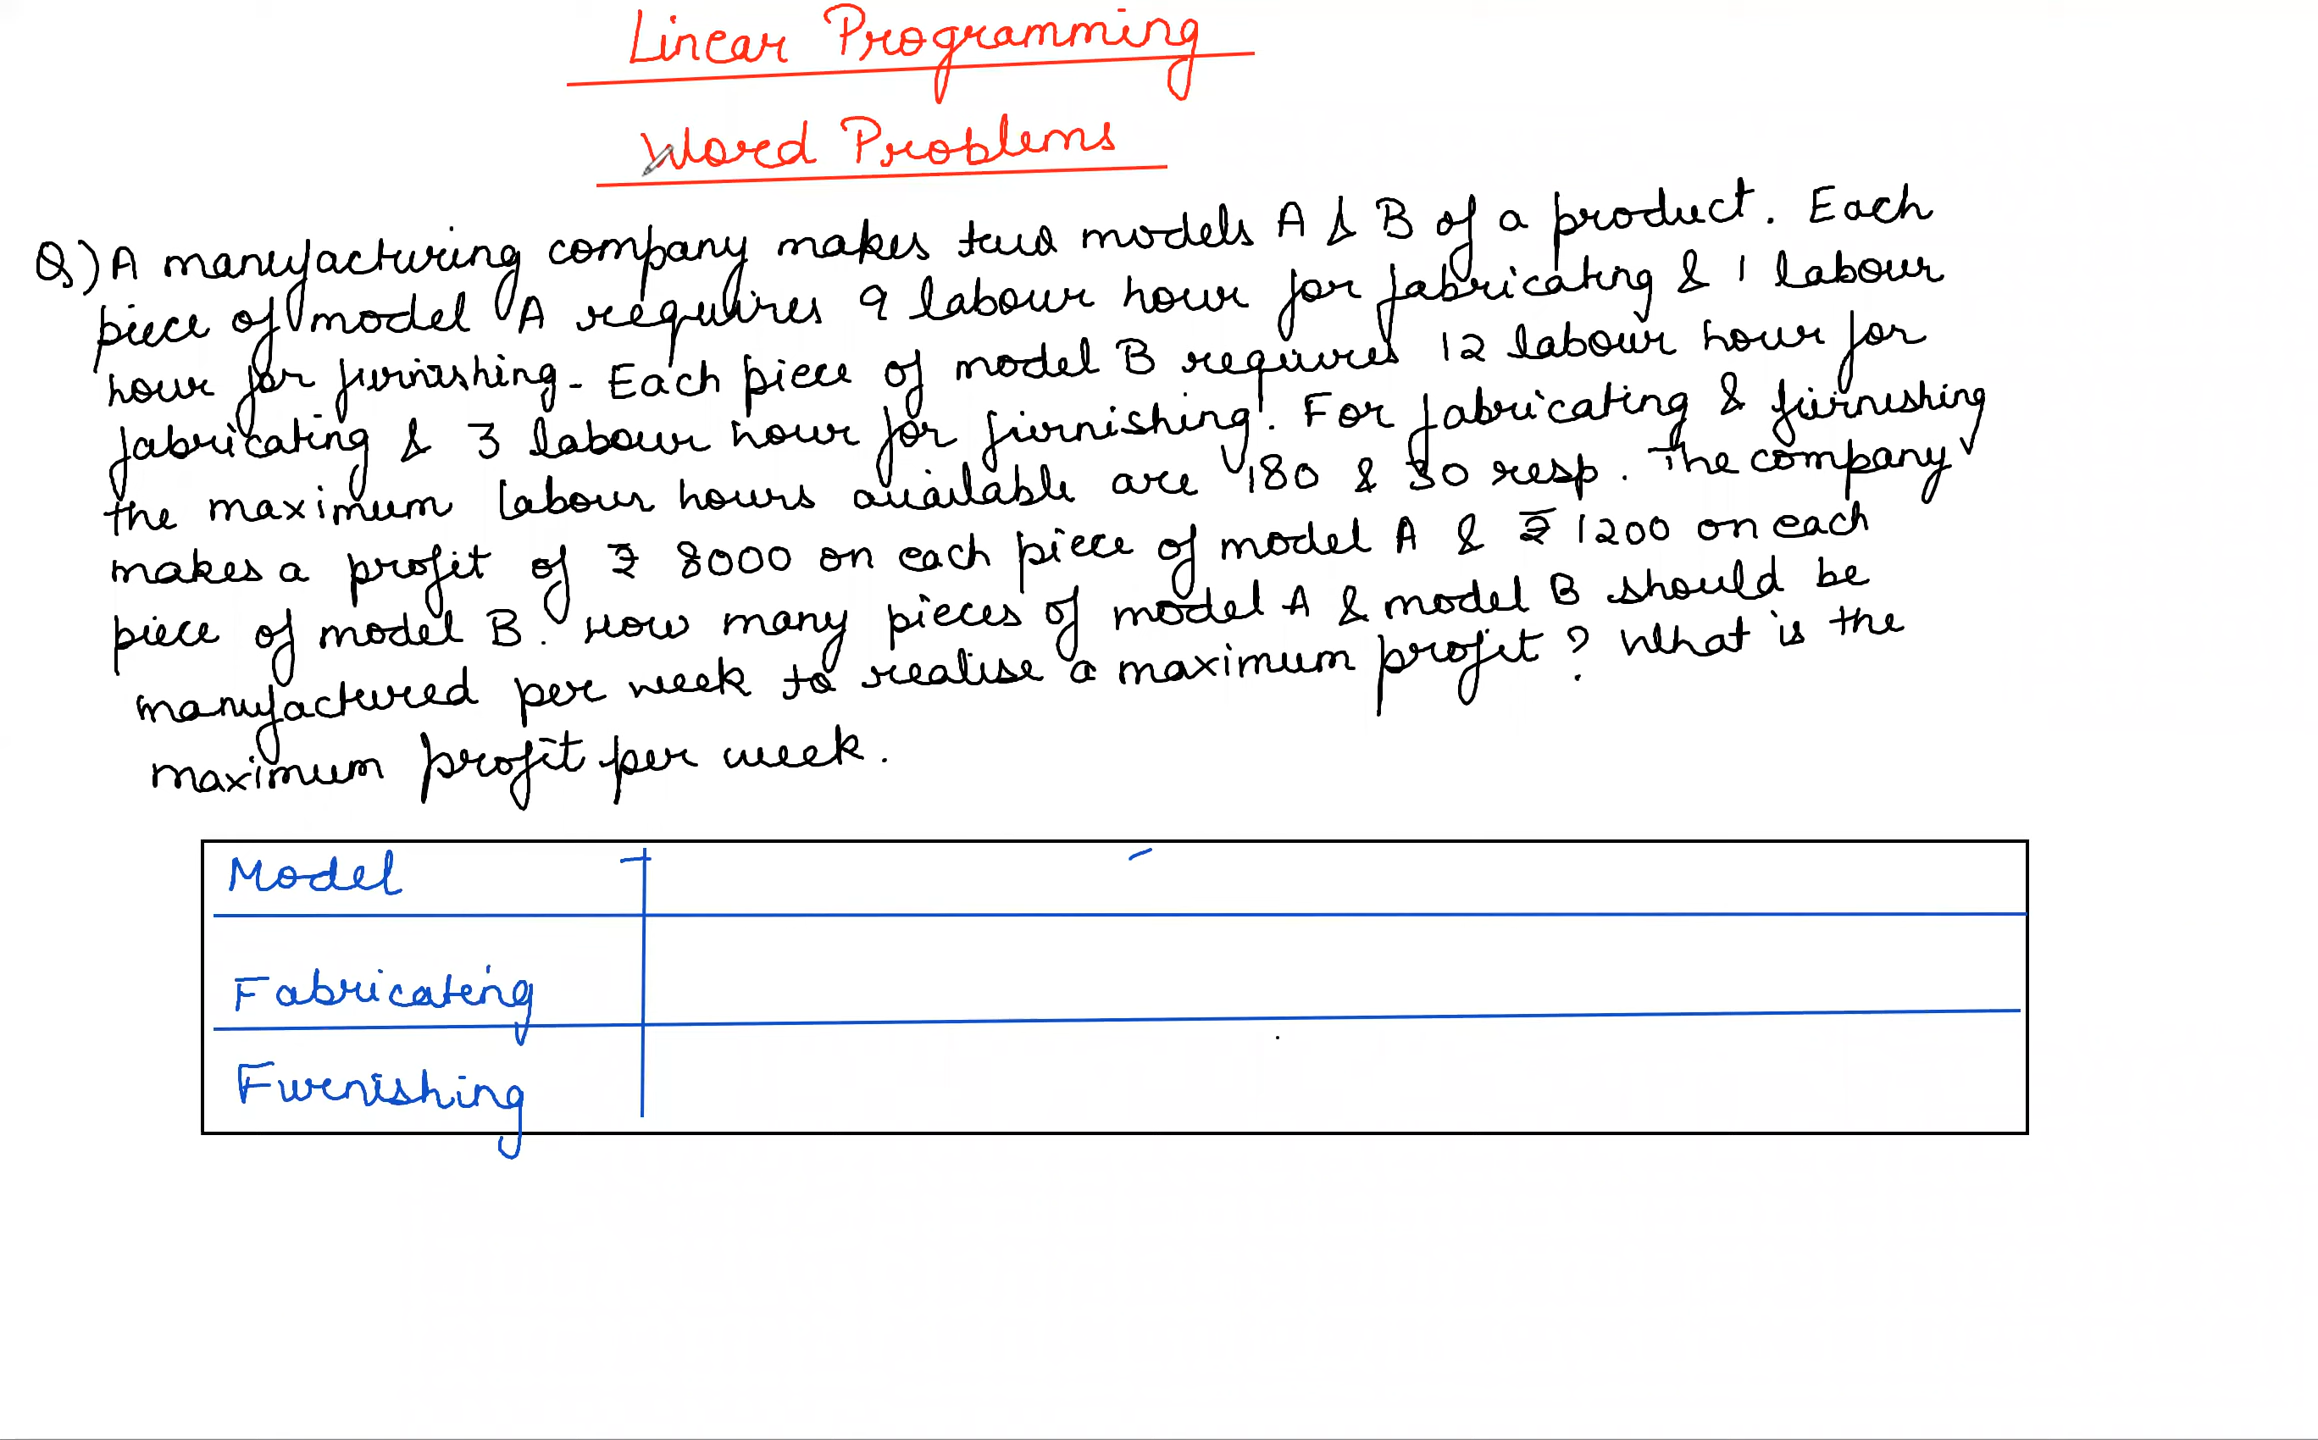 Linear Programming
Word Problems
Q) A manufacturing company makes two models A & B of a product. Each
piece of model A requires 9 labour hour for fabricating & 1 labour
hour for furnishing. Each piece of model B requires 12 labour hour for
fabricating & 3 labour hour for furnishing. For fabricating & furnishing
the maximum labour hours available are 180 & 30 resp. The company
makes a profit of ₹ 8000 on each piece of model A & ₹ 1200 on each
piece of model B. How many pieces of model A & model B should be
manufactured per week to realise a maximum profit? What is the
maximum profit per week.
Model
Fabricating
Furnishing